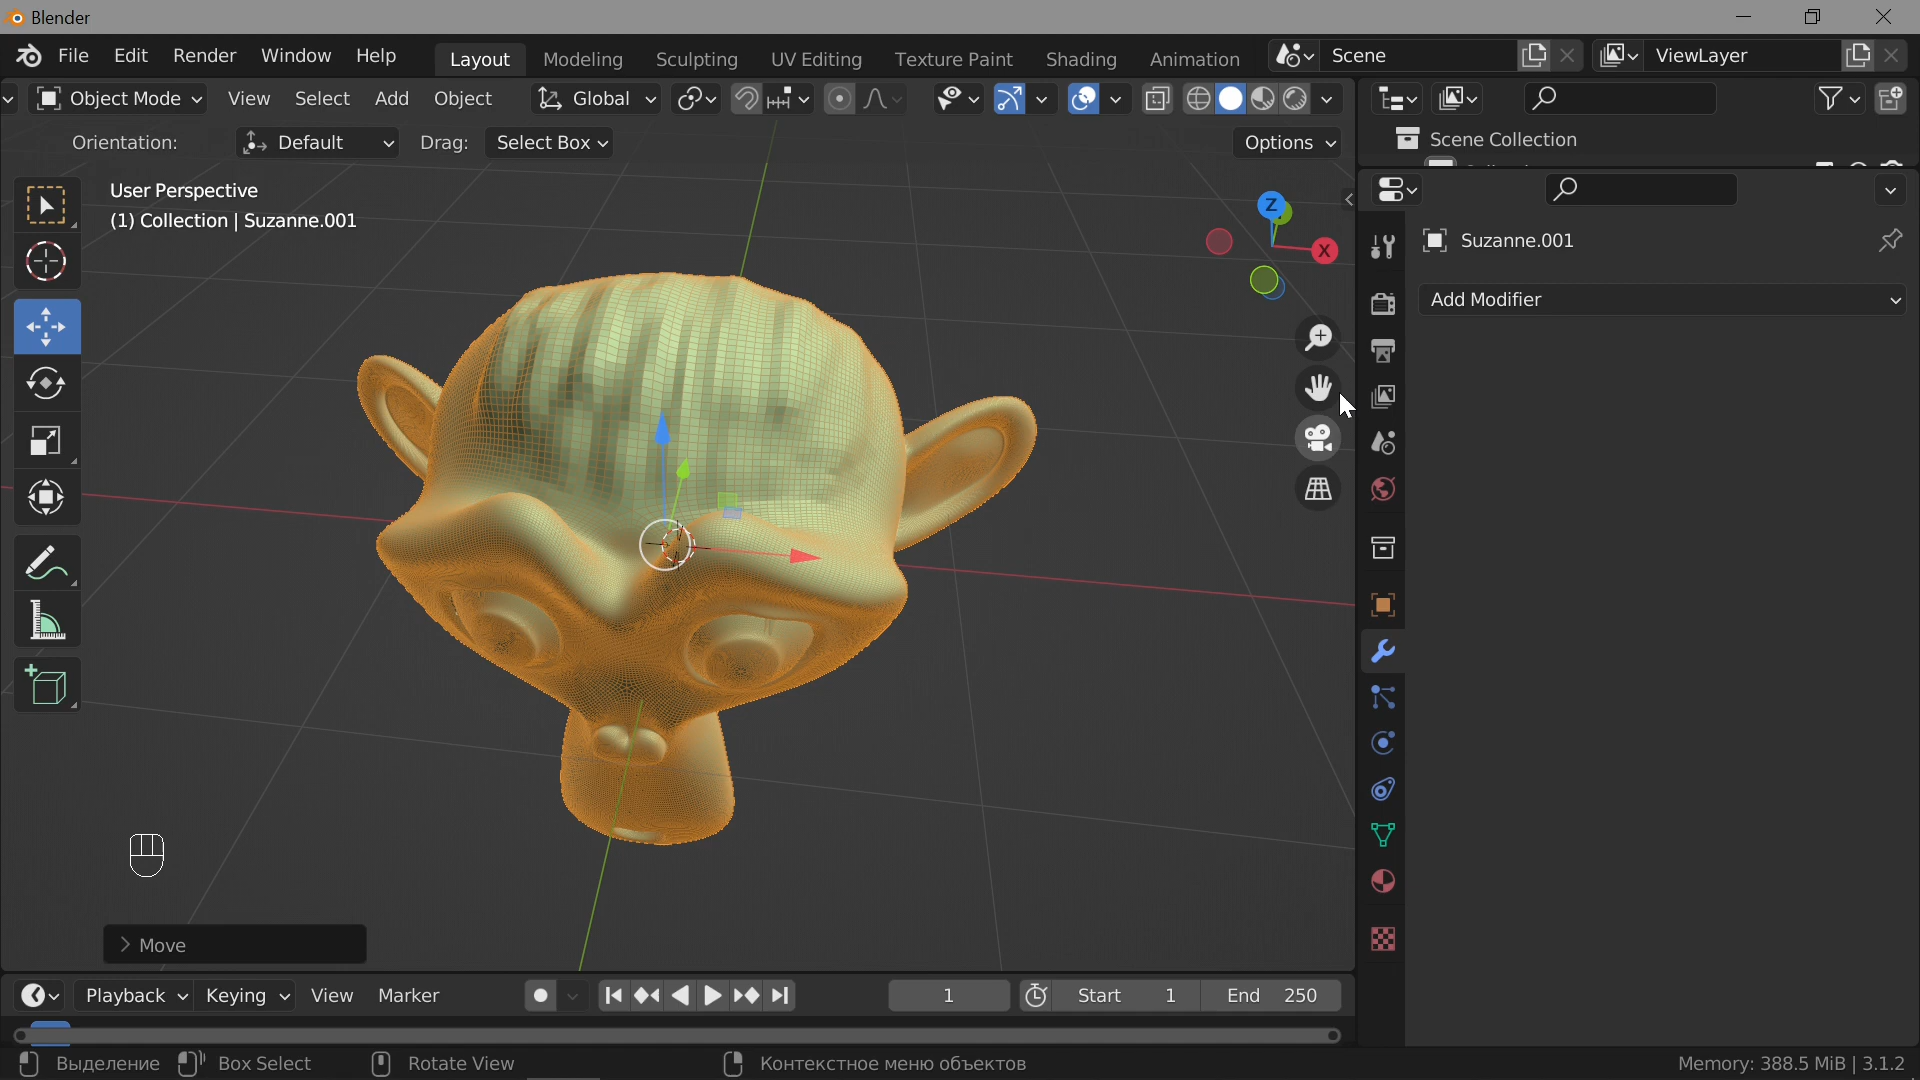 Blender
File Edit Render Window Help Layout Modeling Sculpting UV Editing Texture Paint Shading Animation Scene ViewLayer
Object Mode View Select Add Object Global
Orientation: Default Drag: Select Box Options
Scene Collection
User Perspective
(1) Collection | Suzanne.001
Z
X
Suzanne.001
Add Modifier
Move
Playback Keying View Marker 1 Start 1 End 250
Выделение Box Select Rotate View Контекстное меню объектов Memory: 388.5 MiB | 3.1.2